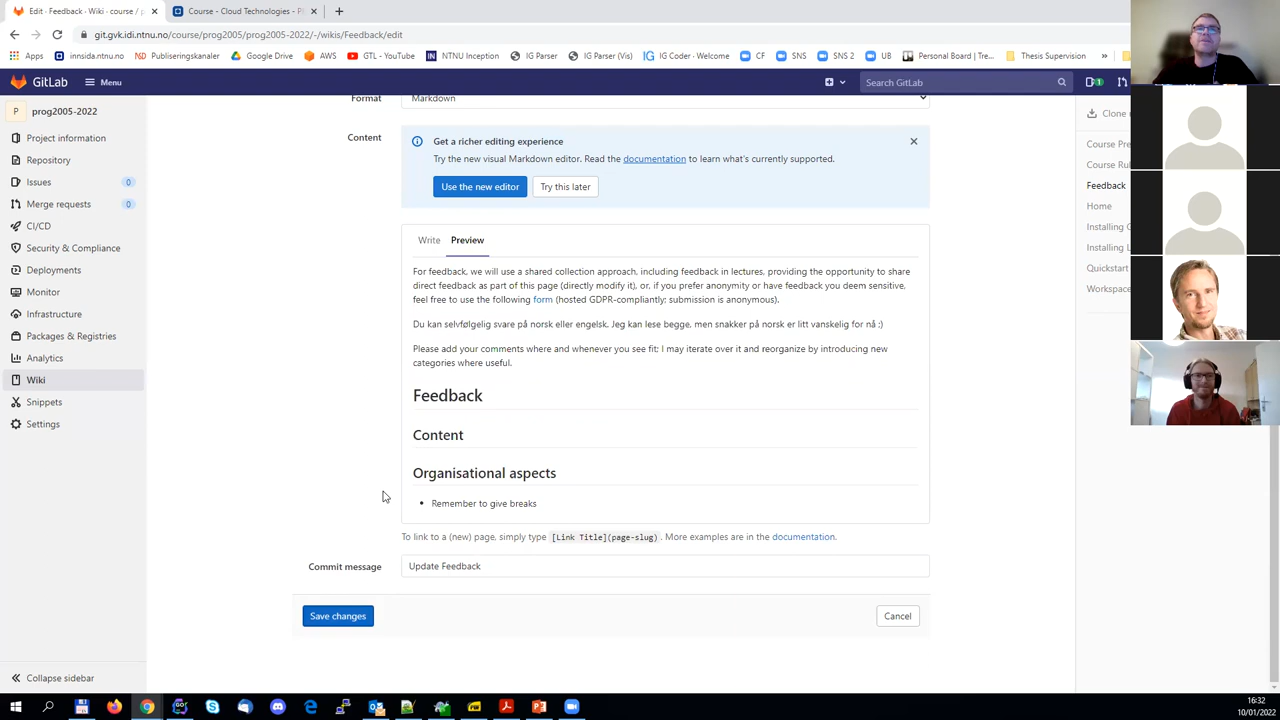 Edit · Feedback · Wiki · course / p
Course - Cloud Technologies - P
git.gvk.idi.ntnu.no/course/prog2005/prog2005-2022/-/wikis/Feedback/edit
Apps
innsida.ntnu.no
Publiseringskanaler
Google Drive
AWS
GTL - YouTube
NTNU Inception
IG Parser
IG Parser (Vis)
IG Coder · Welcome
CF
SNS
SNS 2
UB
Personal Board | Tre...
Thesis Supervision
GitLab
Menu
Search GitLab
1
P prog2005-2022
Project information
Repository
Issues 0
Merge requests 0
CI/CD
Security & Compliance
Deployments
Monitor
Infrastructure
Packages & Registries
Analytics
Wiki
Snippets
Settings
Collapse sidebar
Format
Markdown
Content
Get a richer editing experience
Try the new visual Markdown editor. Read the documentation to learn what's currently supported.
Use the new editor
Try this later
Write
Preview
For feedback, we will use a shared collection approach, including feedback in lectures, providing the opportunity to share
direct feedback as part of this page (directly modify it), or, if you prefer anonymity or have feedback you deem sensitive,
feel free to use the following form (hosted GDPR-compliantly; submission is anonymous).
Du kan selvfølgelig svare på norsk eller engelsk. Jeg kan lese begge, men snakker på norsk er litt vanskelig for nå ;)
Please add your comments where and whenever you see fit; I may iterate over it and reorganize by introducing new
categories where useful.
Feedback
Content
Organisational aspects
• Remember to give breaks
To link to a (new) page, simply type [Link Title](page-slug). More examples are in the documentation.
Commit message
Update Feedback
Save changes
Cancel
Clone
Course Pre
Course Ru
Feedback
Home
Installing G
Installing L
Quickstart
Workspace
16:32
10/01/2022